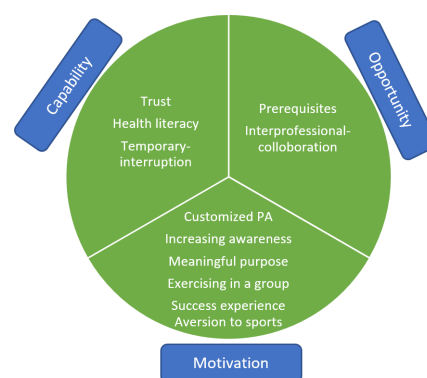 Capability
Trust
Health literacy
Temporary-
interruption
Opportunity
Prerequisites
Interprofessional-
colloboration
Customized PA
Increasing awareness
Meaningful purpose
Exercising in a group
Success experience
Aversion to sports
Motivation